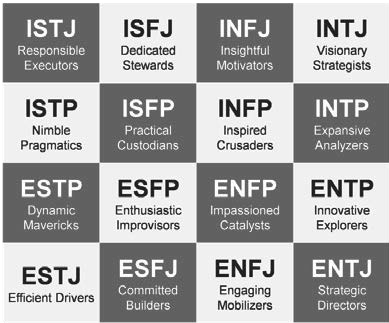 ISTJ
Responsible
Executors
ISFJ
Dedicated
Stewards
INFJ
Insightful
Motivators
INTJ
Visionary
Strategists
ISTP
Nimble
Pragmatics
ISFP
Practical
Custodians
INFP
Inspired
Crusaders
INTP
Expansive
Analyzers
ESTP
Dynamic
Mavericks
ESFP
Enthusiastic
Improvisors
ENFP
Impassioned
Catalysts
ENTP
Innovative
Explorers
ESTJ
Efficient Drivers
ESFJ
Committed
Builders
ENFJ
Engaging
Mobilizers
ENTJ
Strategic
Directors